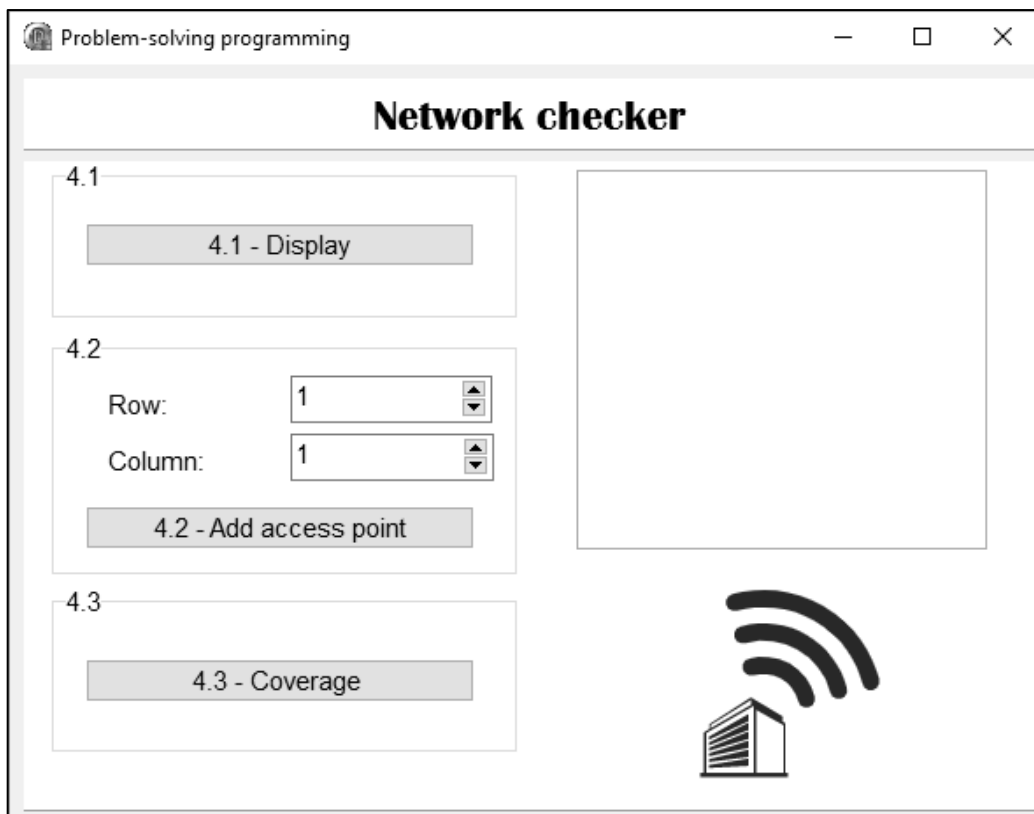 Problem-solving programming
Network checker
4.1
4.1 - Display
4.2
Row:
1
Column:
1
4.2 - Add access point
4.3
4.3 - Coverage